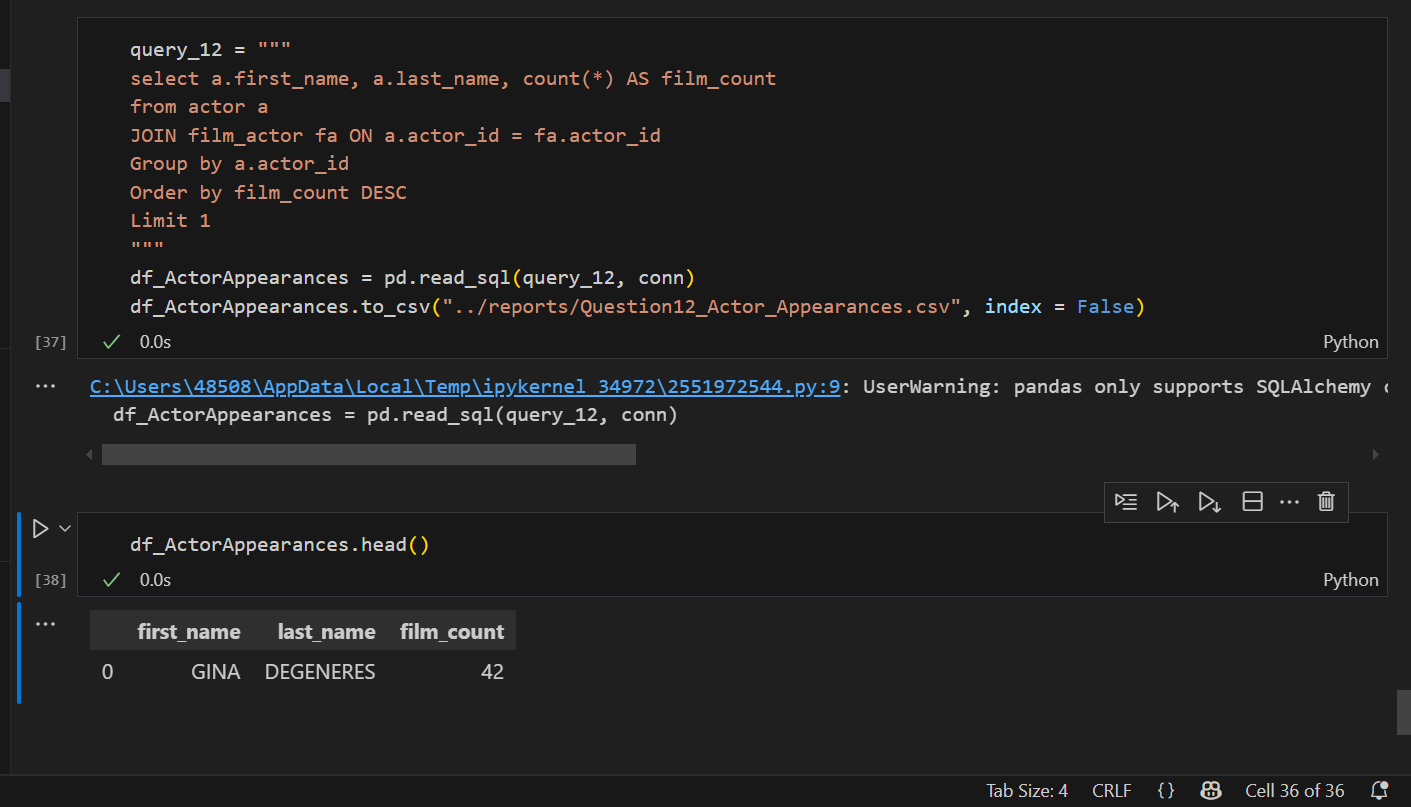 query_12 = """
select a.first_name, a.last_name, count(*) AS film_count
from actor a
JOIN film_actor fa ON a.actor_id = fa.actor_id
Group by a.actor_id
Order by film_count DESC
Limit 1
"""
df_ActorAppearances = pd.read_sql(query_12, conn)
df_ActorAppearances.to_csv("../reports/Question12_Actor_Appearances.csv", index = False)
[37] 0.0s Python
C:\Users\48508\AppData\Local\Temp\ipykernel_34972\2551972544.py:9: UserWarning: pandas only supports SQLAlchemy
df_ActorAppearances = pd.read_sql(query_12, conn)
df_ActorAppearances.head()
[38] 0.0s Python
first_name last_name film_count
0 GINA DEGENERES 42
Tab Size: 4 CRLF {} Cell 36 of 36